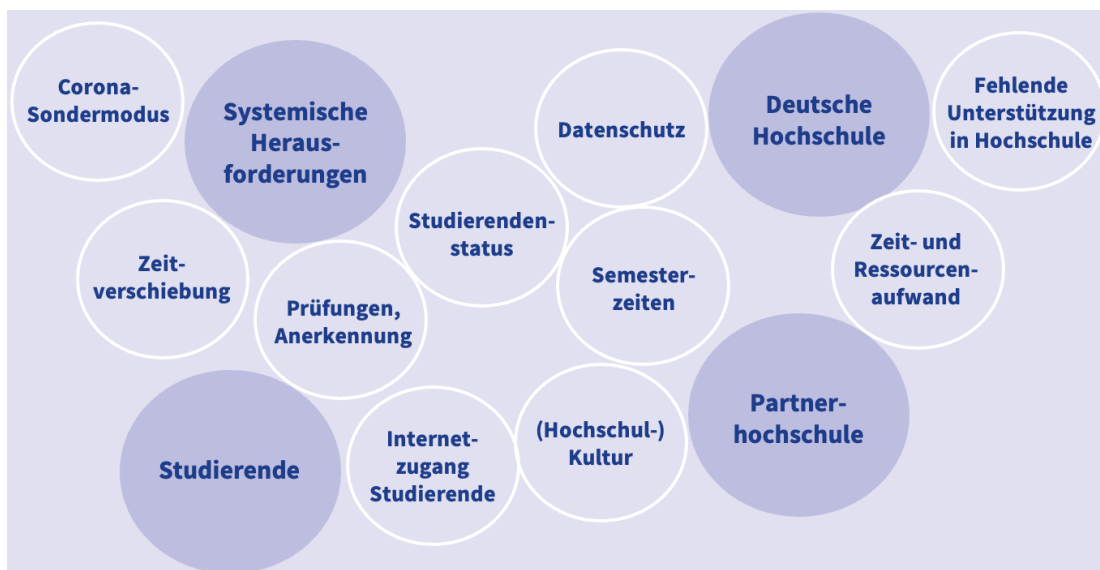 Corona-
Sondermodus
Systemische
Heraus-
forderungen
Datenschutz
Deutsche
Hochschule
Fehlende
Unterstützung
in Hochschule
Studierenden-
status
Zeit-
verschiebung
Prüfungen,
Anerkennung
Semester-
zeiten
Zeit- und
Ressourcen-
aufwand
Studierende
Internet-
zugang
Studierende
(Hochschul-)
Kultur
Partner-
hochschule